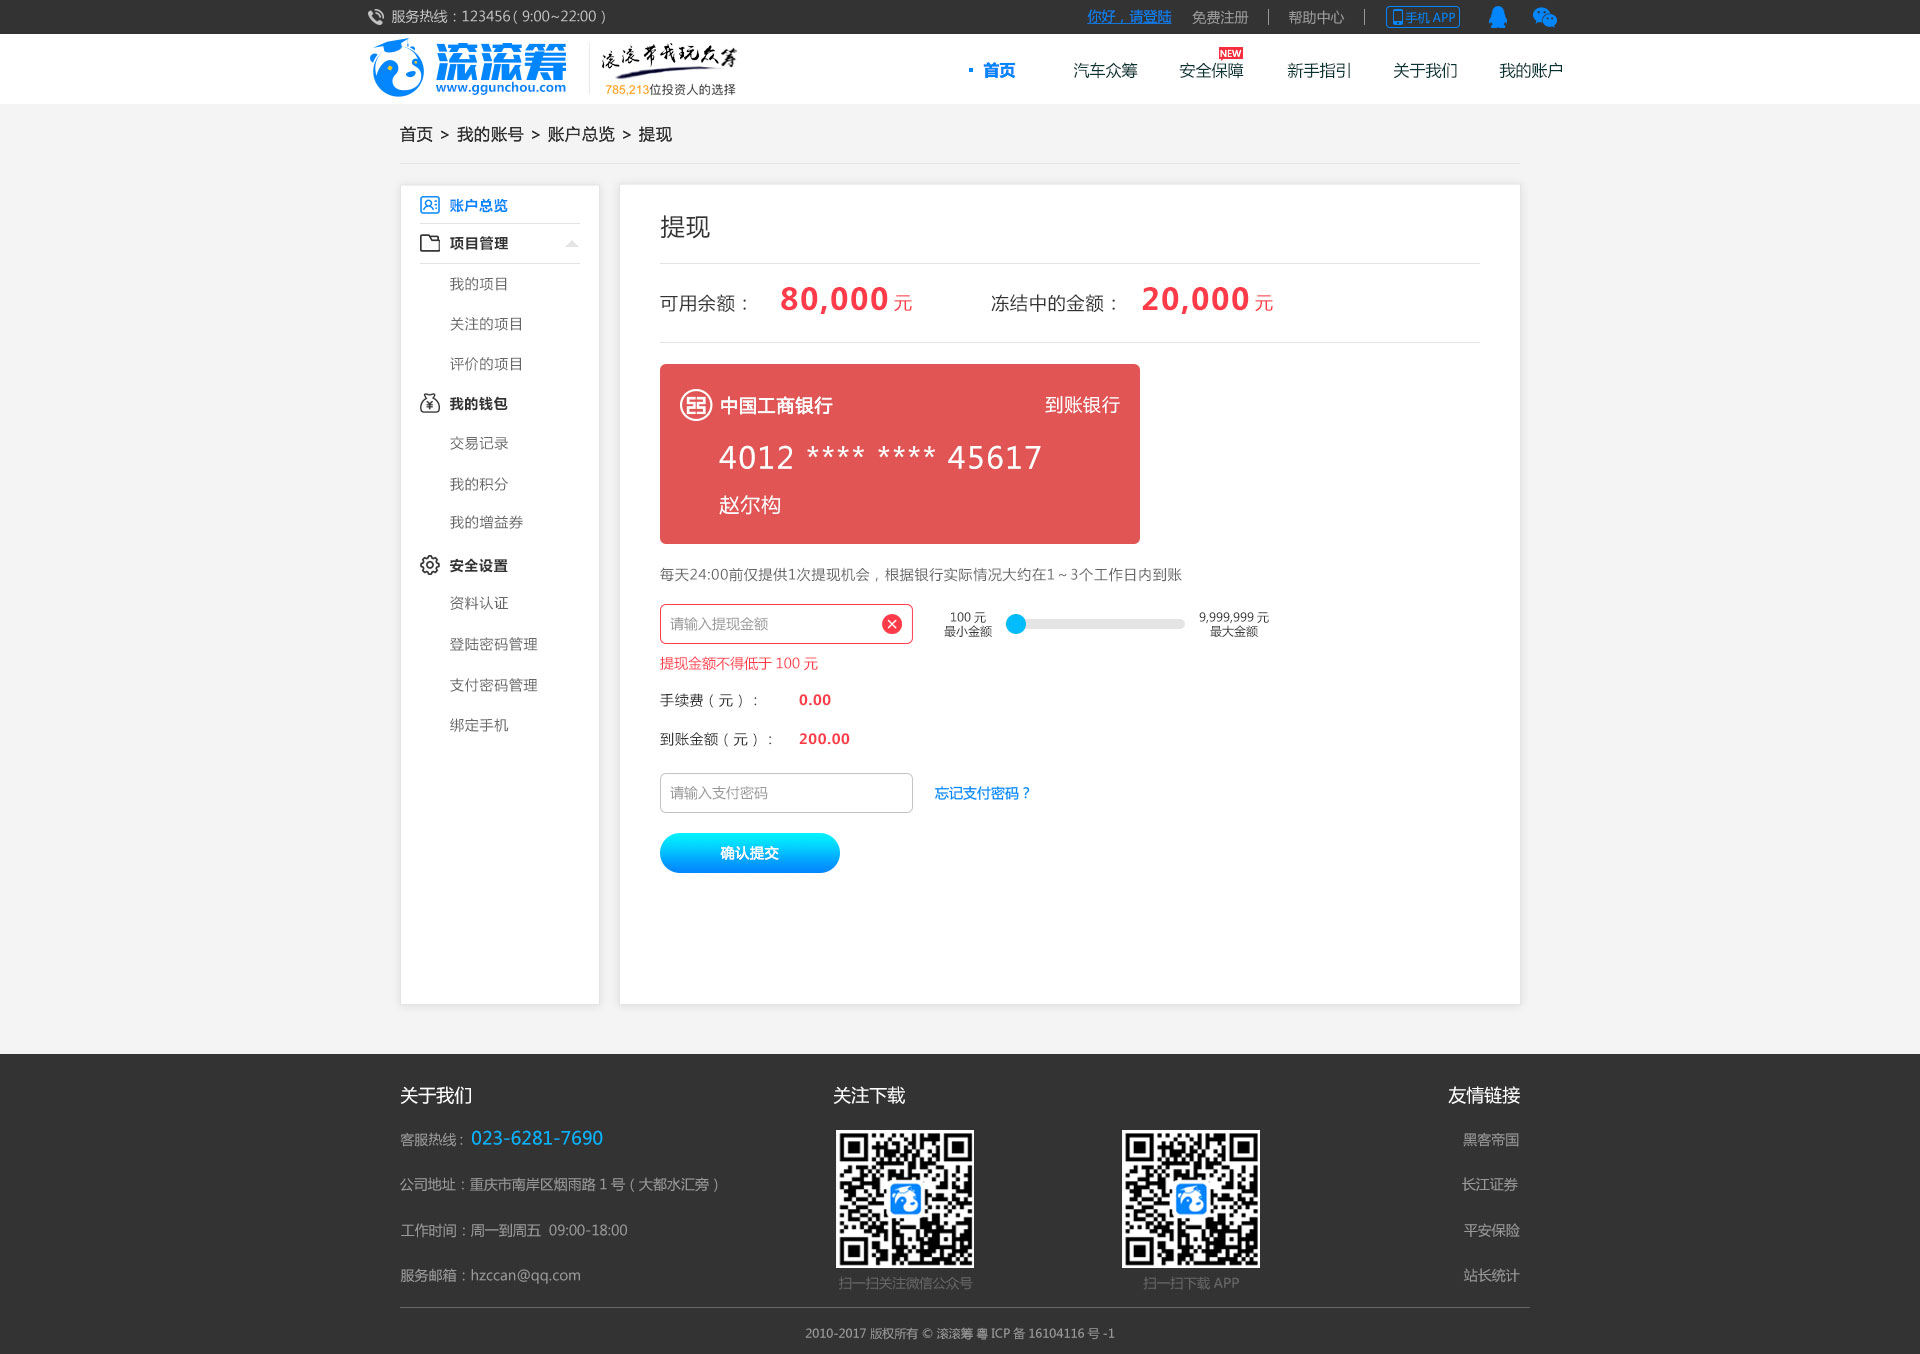 服务热线：123456（9:00~22:00）
你好，请登陆
免费注册
帮助中心
手机 APP
滚滚筹
www.ggunchou.com
滚滚带我玩众筹
785,213位投资人的选择
首页
汽车众筹
安全保障
NEW
新手指引
关于我们
我的账户
首页 > 我的账号 > 账户总览 > 提现
账户总览
项目管理
我的项目
关注的项目
评价的项目
我的钱包
交易记录
我的积分
我的增益券
安全设置
资料认证
登陆密码管理
支付密码管理
绑定手机
提现
可用余额： 80,000 元
冻结中的金额： 20,000 元
中国工商银行
到账银行
4012 **** **** 45617
赵尔构
每天24:00前仅提供1次提现机会，根据银行实际情况大约在1～3个工作日内到账
请输入提现金额
100 元
最小金额
9,999,999 元
最大金额
提现金额不得低于 100 元
手续费（元）： 0.00
到账金额（元）： 200.00
请输入支付密码
忘记支付密码？
确认提交
关于我们
客服热线：023-6281-7690
公司地址：重庆市南岸区烟雨路 1 号（大都水汇旁）
工作时间：周一到周五 09:00-18:00
服务邮箱：hzccan@qq.com
关注下载
扫一扫关注微信公众号
扫一扫下载 APP
友情链接
黑客帝国
长江证券
平安保险
站长统计
2010-2017 版权所有 © 滚滚筹 粤 ICP 备 16104116 号 -1